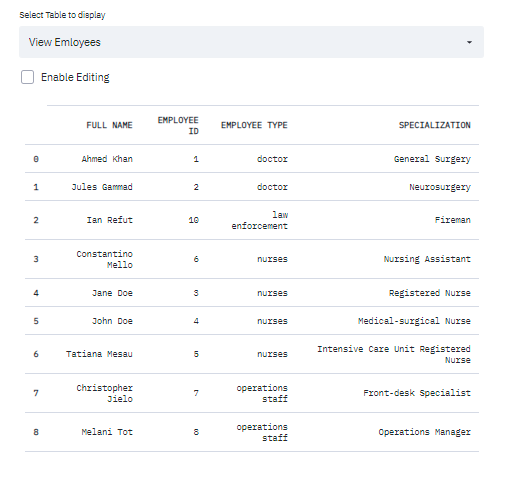 Select Table to display
View Emloyees
Enable Editing
FULL NAME EMPLOYEE ID EMPLOYEE TYPE SPECIALIZATION
0 Ahmed Khan 1 doctor General Surgery
1 Jules Gammad 2 doctor Neurosurgery
2 Ian Refut 10 law enforcement Fireman
3 Constantino Mello 6 nurses Nursing Assistant
4 Jane Doe 3 nurses Registered Nurse
5 John Doe 4 nurses Medical-surgical Nurse
6 Tatiana Mesau 5 nurses Intensive Care Unit Registered Nurse
7 Christopher Jielo 7 operations staff Front-desk Specialist
8 Melani Tot 8 operations staff Operations Manager